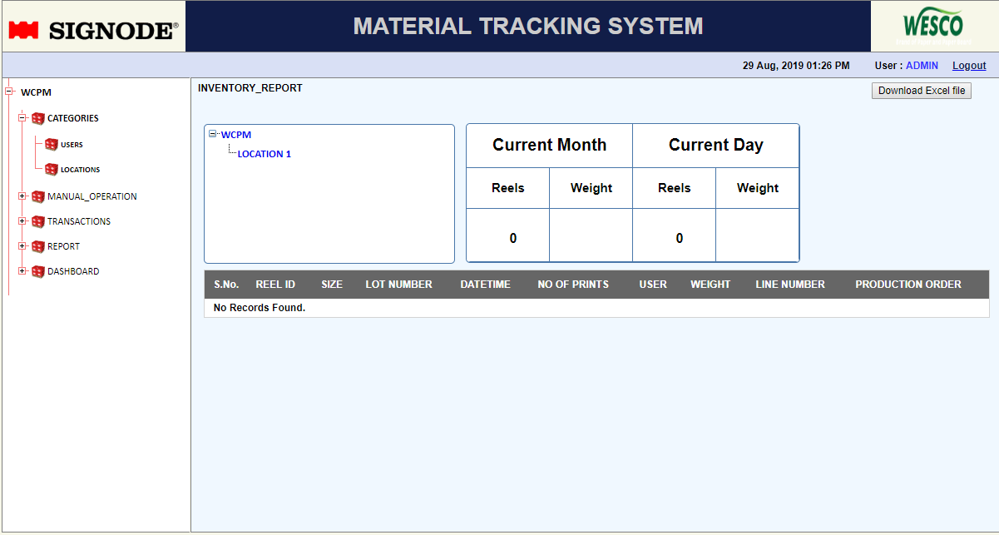 SIGNODE®
MATERIAL TRACKING SYSTEM
WESCO
29 Aug, 2019 01:26 PM User : ADMIN Logout
WCPM
CATEGORIES
USERS
LOCATIONS
MANUAL_OPERATION
TRANSACTIONS
REPORT
DASHBOARD
INVENTORY_REPORT
Download Excel file
WCPM
LOCATION 1
Current Month Current Day
Reels Weight Reels Weight
0 0
S.No. REEL ID SIZE LOT NUMBER DATETIME NO OF PRINTS USER WEIGHT LINE NUMBER PRODUCTION ORDER
No Records Found.